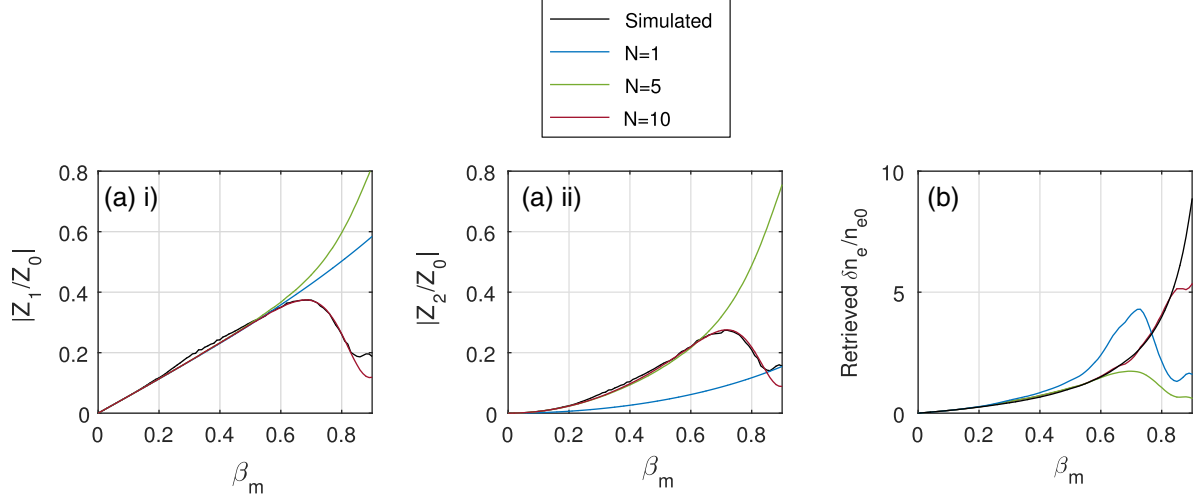 Simulated
N=1
N=5
N=10
(a) i)
|Z₁/Z₀|
0.8
0.6
0.4
0.2
0
0 0.2 0.4 0.6 0.8
βₘ
(a) ii)
|Z₂/Z₀|
0.8
0.6
0.4
0.2
0
0 0.2 0.4 0.6 0.8
βₘ
(b)
Retrieved δnₑ/nₑ₀
10
5
0
0 0.2 0.4 0.6 0.8
βₘ